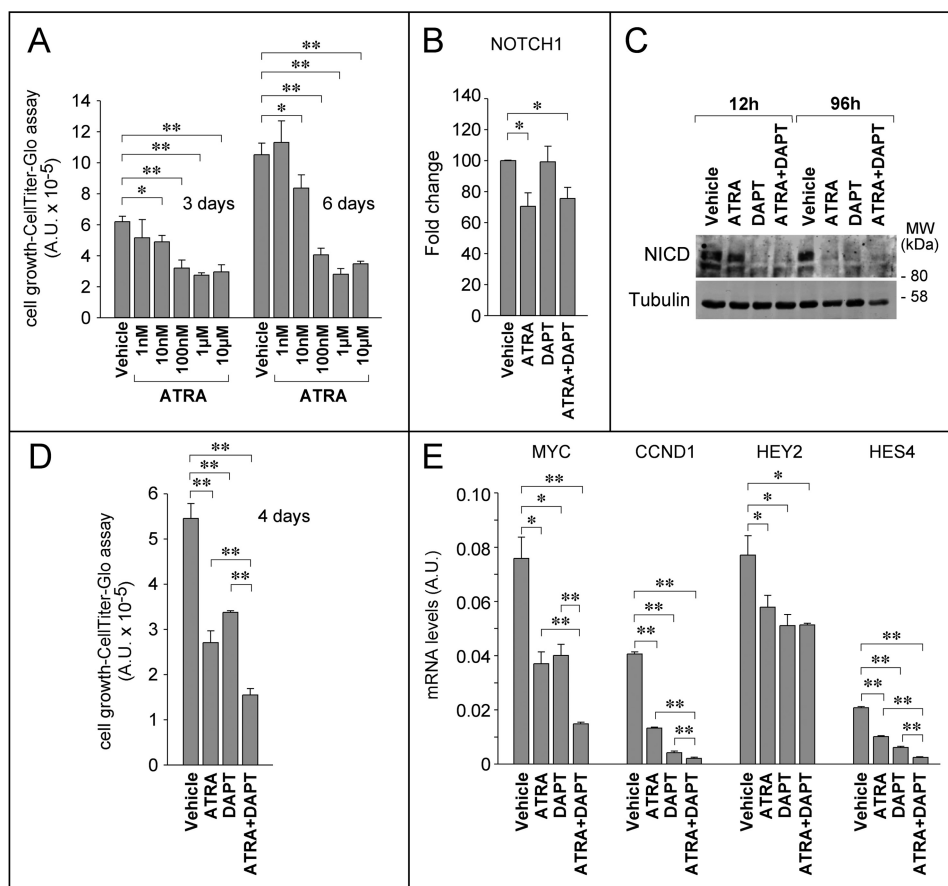 A
cell growth-CellTiter-Glo assay
(A.U. x 10-5)
14
12
10
8
6
4
2
0
**
**
**
*
3 days
**
**
**
*
6 days
Vehicle
1nM
10nM
100nM
1µM
10µM
ATRA
Vehicle
1nM
10nM
100nM
1µM
10µM
ATRA
B
NOTCH1
Fold change
140
120
100
80
60
40
20
0
*
*
Vehicle
ATRA
DAPT
ATRA+DAPT
C
12h
96h
Vehicle
ATRA
DAPT
ATRA+DAPT
Vehicle
ATRA
DAPT
ATRA+DAPT
MW
(kDa)
NICD
- 80
- 58
Tubulin
D
cell growth-CellTiter-Glo assay
(A.U. x 10-5)
6
5
4
3
2
1
0
**
**
**
**
**
4 days
Vehicle
ATRA
DAPT
ATRA+DAPT
E
MYC
CCND1
HEY2
HES4
mRNA levels (A.U.)
0.10
0.08
0.06
0.04
0.02
0
**
*
*
**
**
Vehicle
ATRA
DAPT
ATRA+DAPT
**
**
**
**
**
Vehicle
ATRA
DAPT
ATRA+DAPT
*
*
*
Vehicle
ATRA
DAPT
ATRA+DAPT
**
**
**
**
**
Vehicle
ATRA
DAPT
ATRA+DAPT